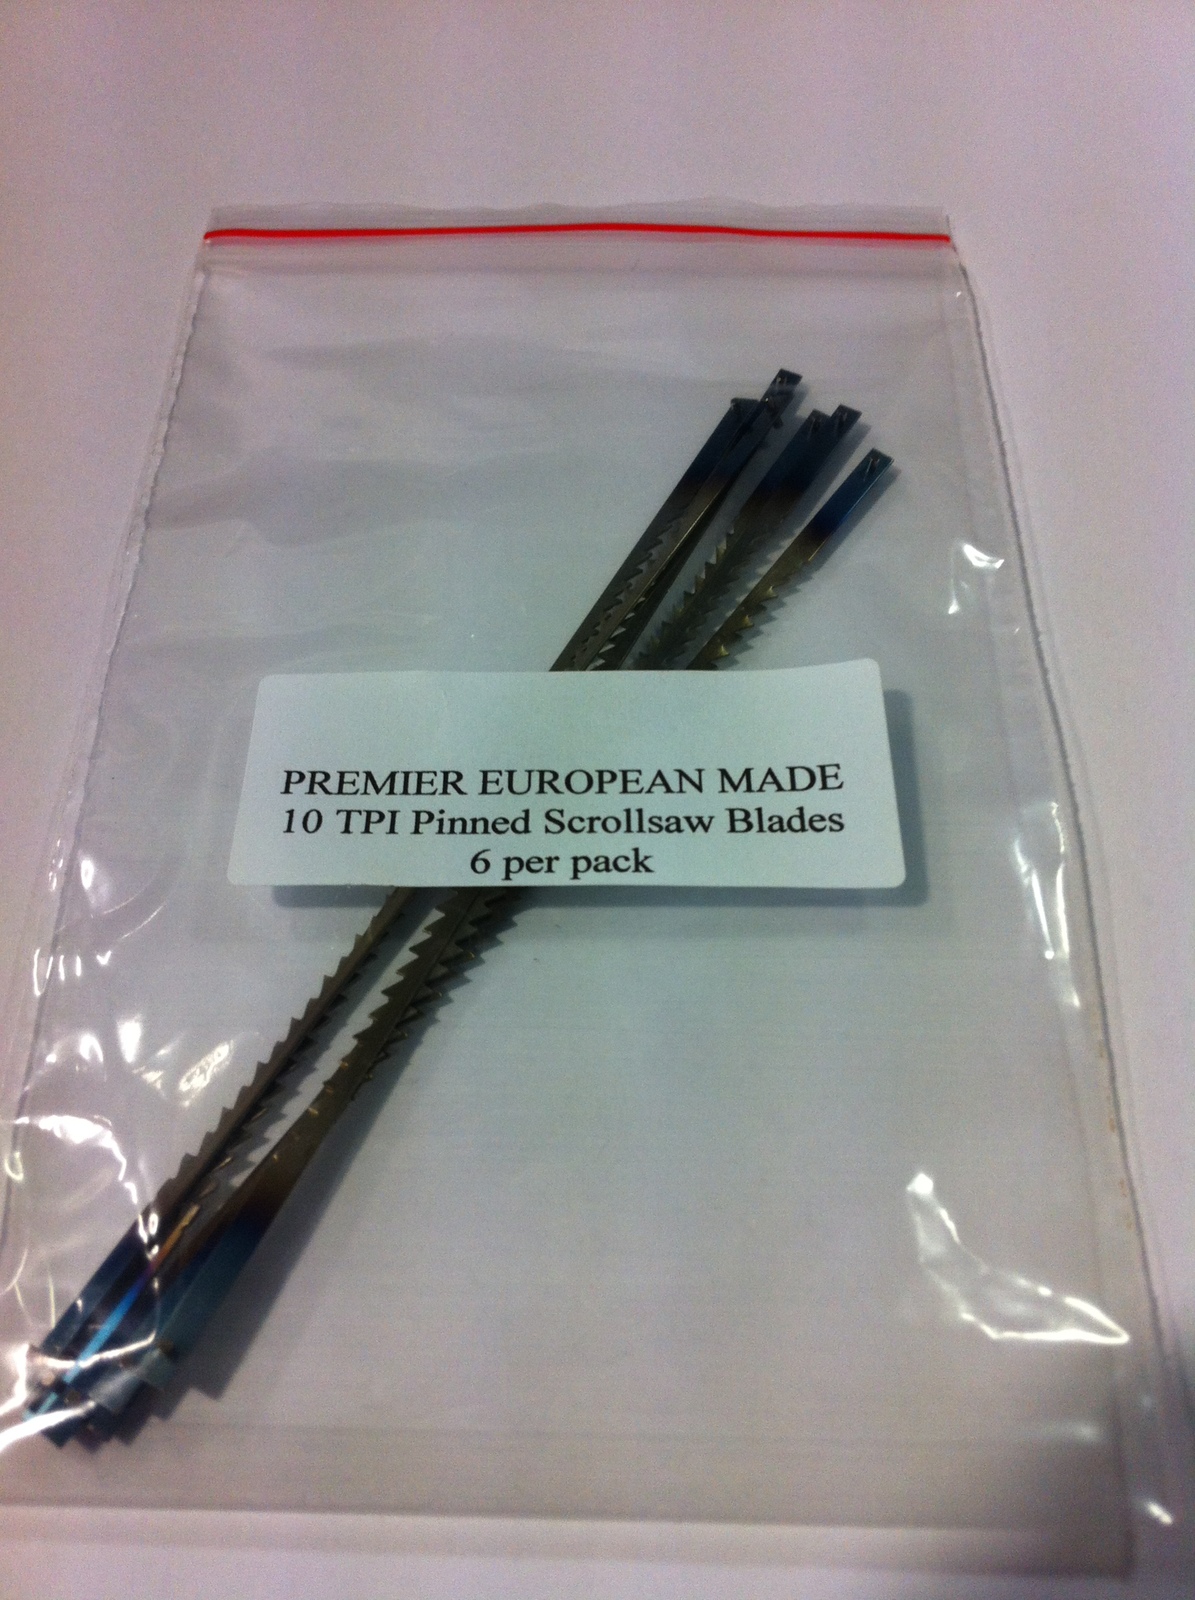 PREMIER EUROPEAN MADE
10 TPI Pinned Scrollsaw Blades
6 per pack